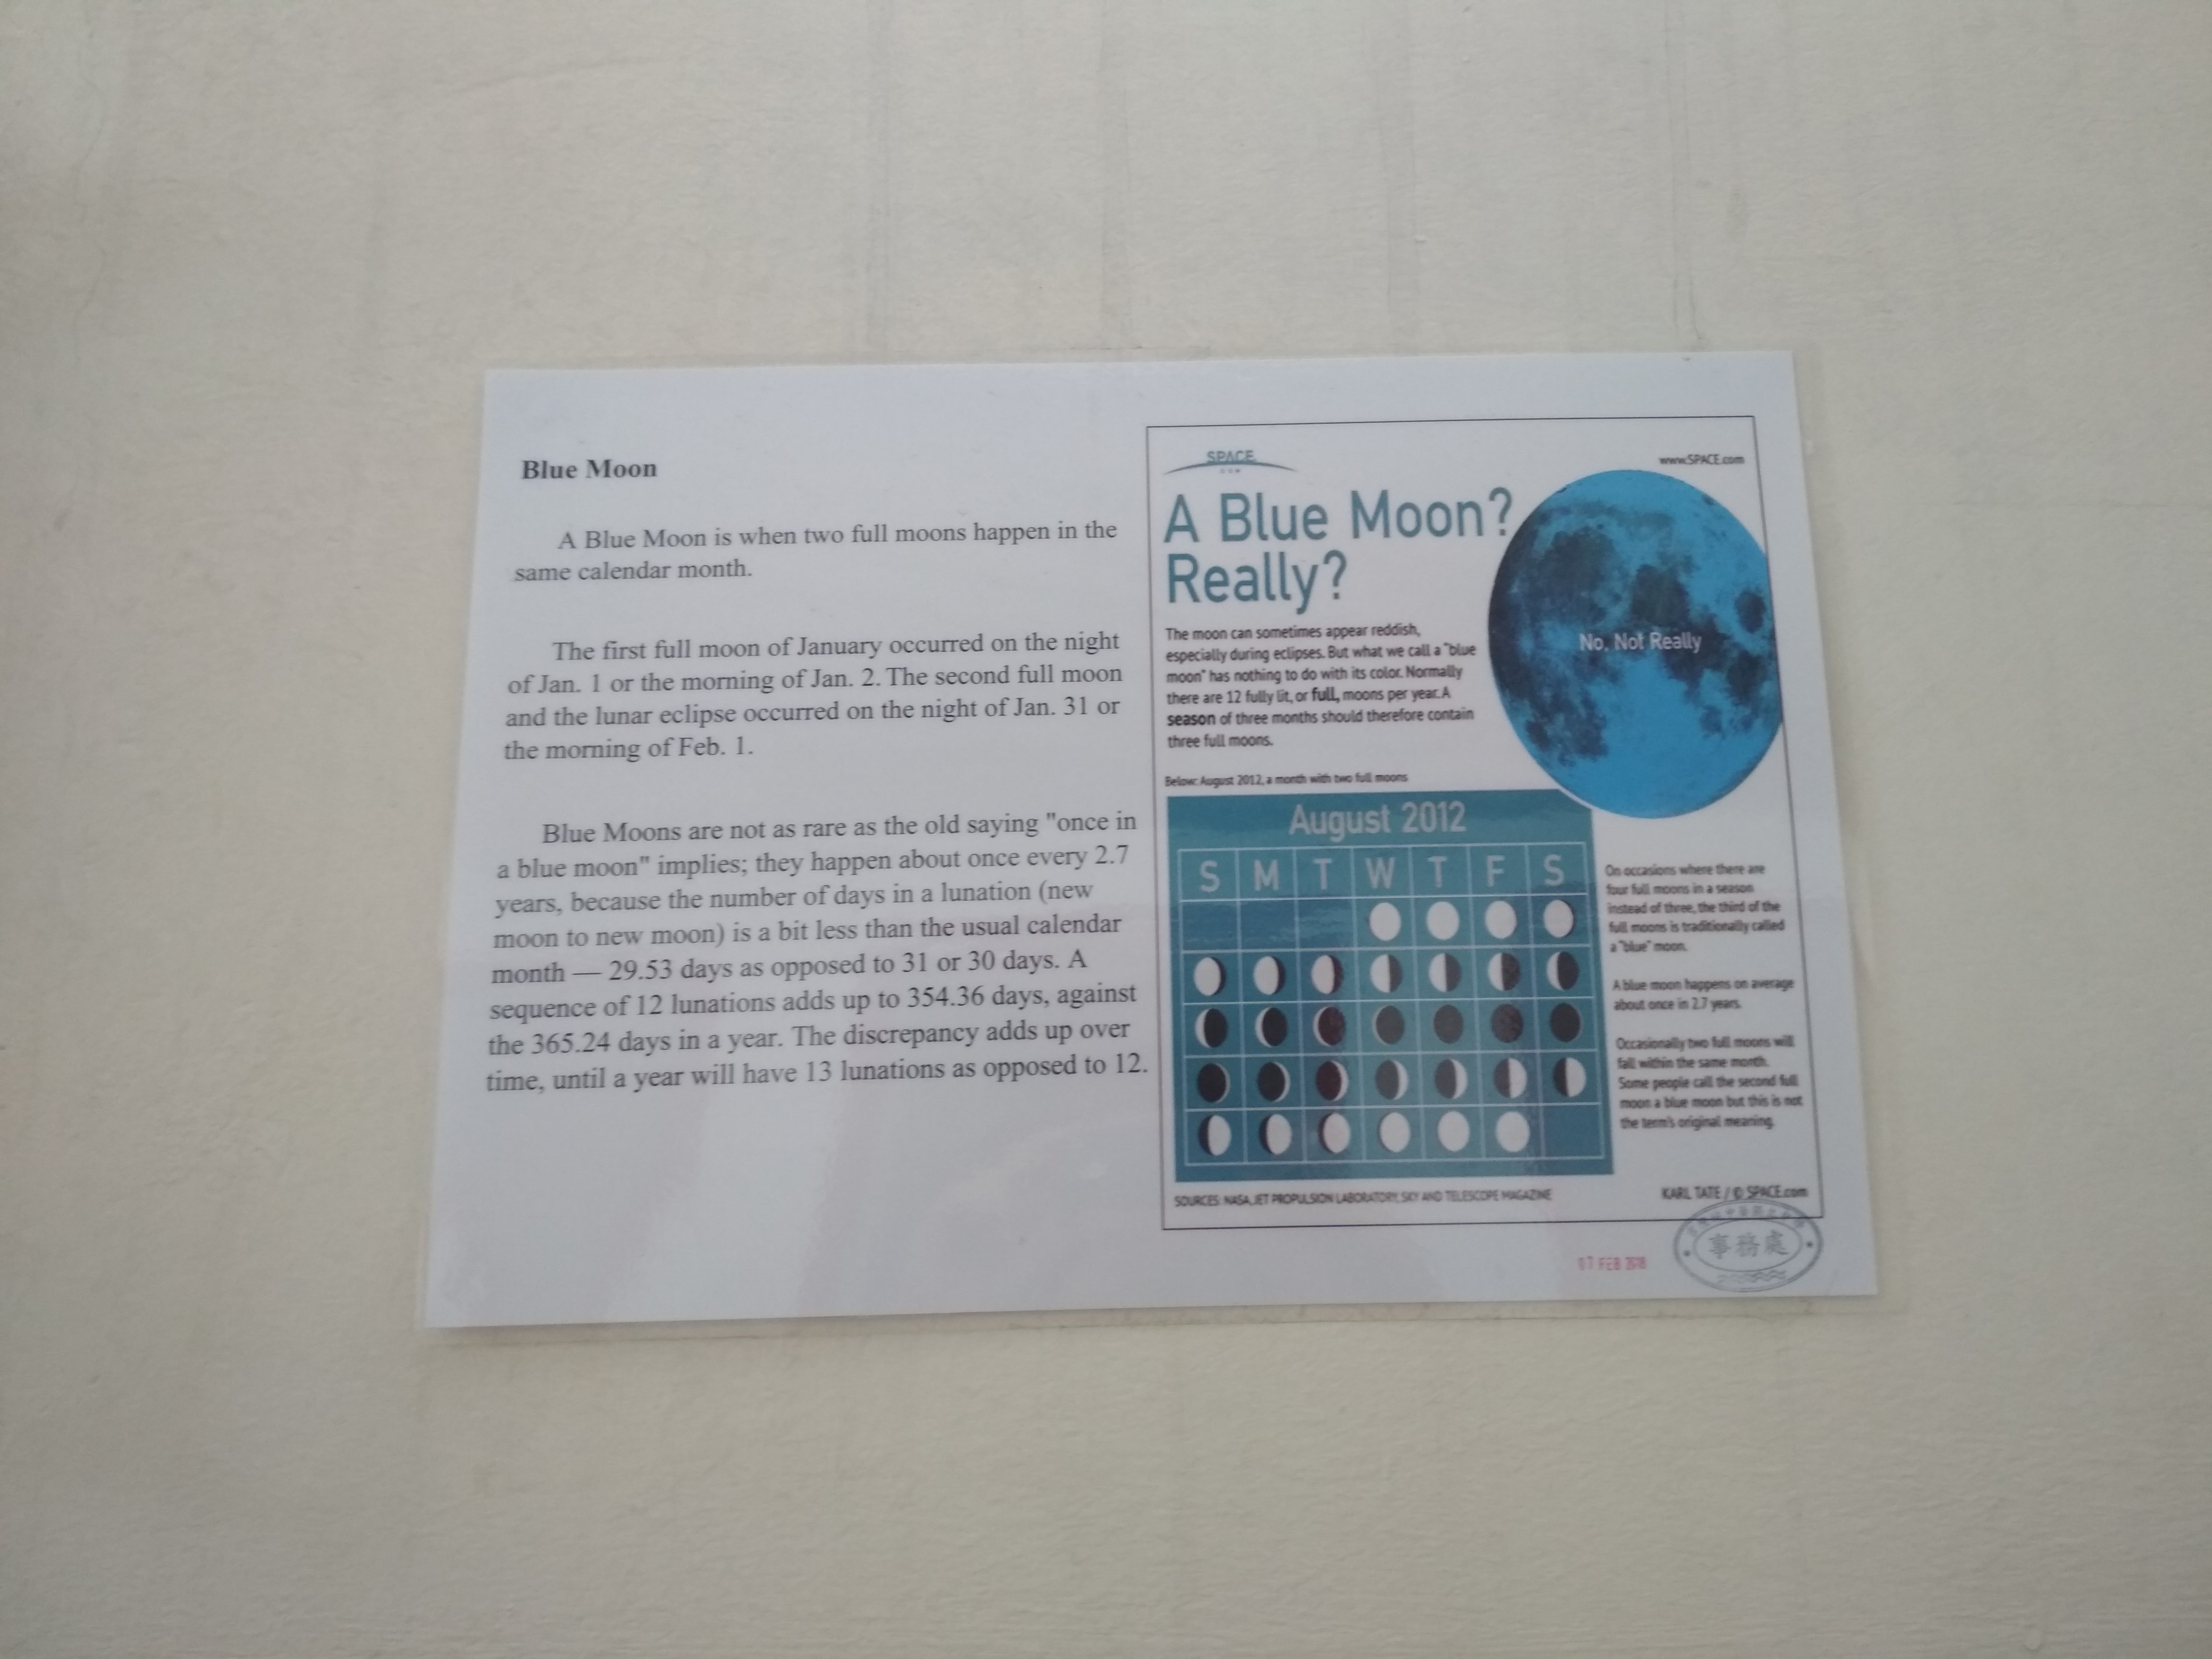 Blue Moon
A Blue Moon is when two full moons happen in the
same calendar month.
The first full moon of January occurred on the night
of Jan. 1 or the morning of Jan. 2. The second full moon
and the lunar eclipse occurred on the night of Jan. 31 or
the morning of Feb. 1.
Blue Moons are not as rare as the old saying "once in
a blue moon" implies; they happen about once every 2.7
years, because the number of days in a lunation (new
moon to new moon) is a bit less than the usual calendar
month — 29.53 days as opposed to 31 or 30 days. A
sequence of 12 lunations adds up to 354.36 days, against
the 365.24 days in a year. The discrepancy adds up over
time, until a year will have 13 lunations as opposed to 12.
SPACE
.COM
www.SPACE.com
A Blue Moon?
Really?
No, Not Really
The moon can sometimes appear reddish,
especially during eclipses. But what we call a "blue
moon" has nothing to do with its color. Normally
there are 12 fully lit, or full, moons per year. A
season of three months should therefore contain
three full moons.
Below: August 2012, a month with two full moons
August 2012
S M T W T F S
On occasions where there are
four full moons in a season
instead of three, the third of the
full moons is traditionally called
a "blue" moon.
A blue moon happens on average
about once in 2.7 years.
Occasionally two full moons will
fall within the same month.
Some people call the second full
moon a blue moon but this is not
the term's original meaning.
SOURCES: NASA, JET PROPULSION LABORATORY, SKY AND TELESCOPE MAGAZINE
KARL TATE / © SPACE.com
07 FEB 2018
事務處